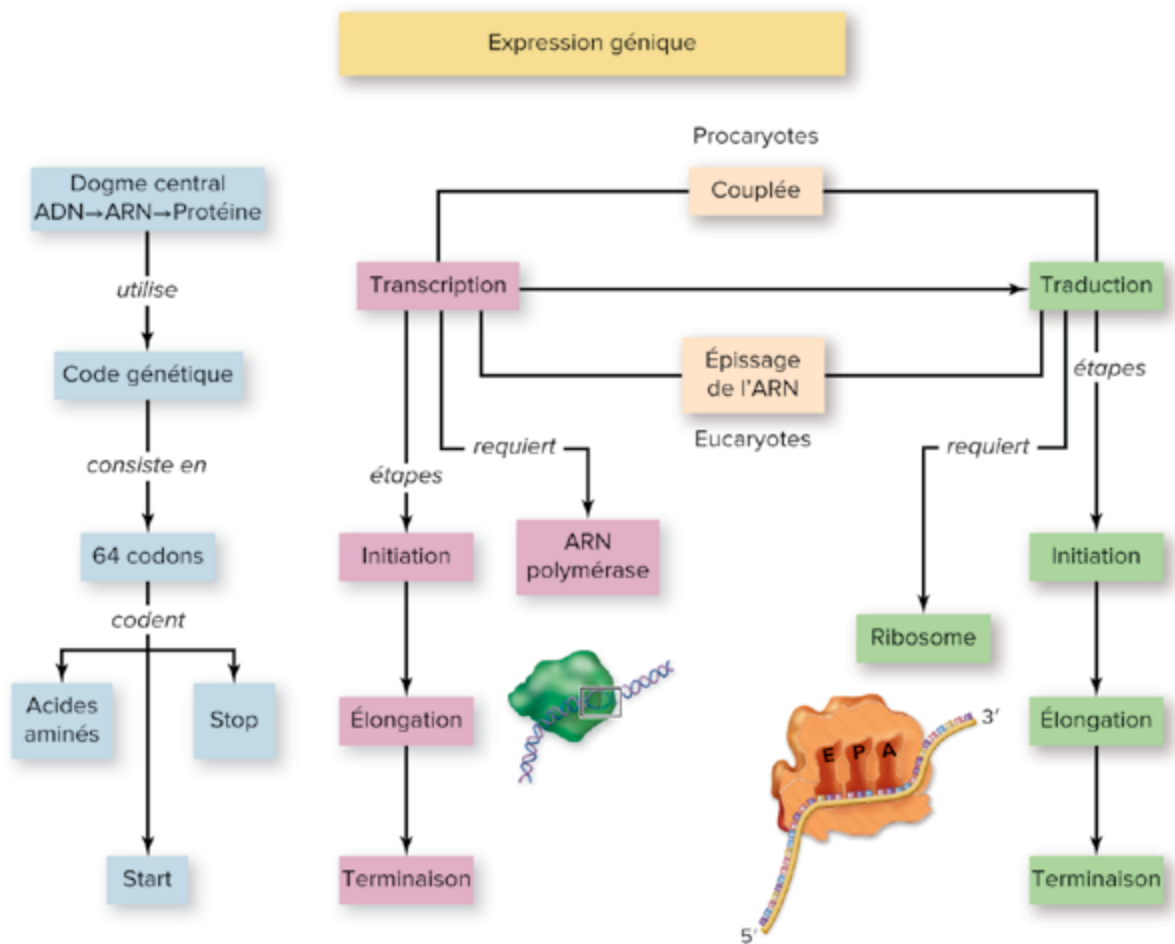 Expression génique
Procaryotes
Couplée
Dogme central
ADN→ARN→Protéine
utilise
Code génétique
consiste en
64 codons
codent
Acides
aminés
Stop
Start
Transcription
Épissage
de l'ARN
Eucaryotes
requiert
étapes
ARN
polymérase
Initiation
Élongation
Terminaison
Traduction
étapes
requiert
Ribosome
Initiation
Élongation
Terminaison
E P A
3′
5′